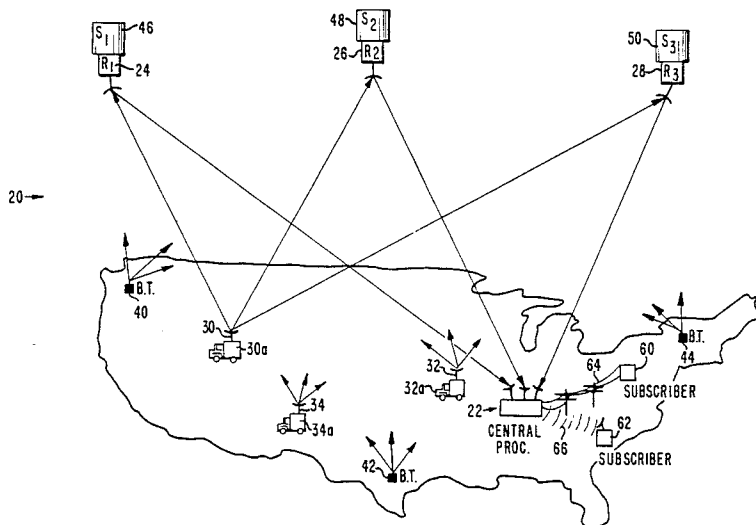 S1
46
R1
24
S2
48
26
R2
S3
50
28
R3
20
B.T.
40
30
30a
32
32a
34
34a
42
B.T.
B.T.
44
64
60
SUBSCRIBER
22
CENTRAL
PROC.
66
62
SUBSCRIBER